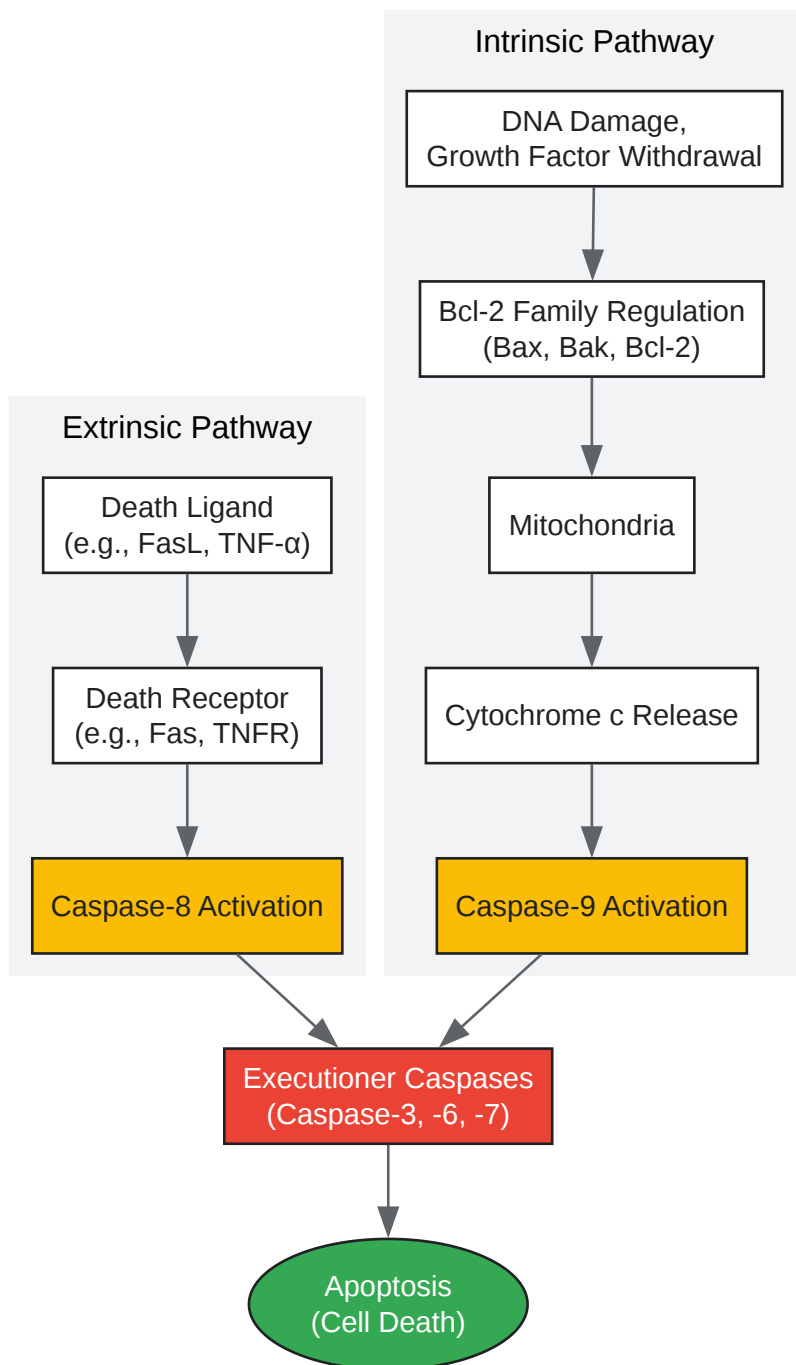 Intrinsic Pathway
DNA Damage,
Growth Factor Withdrawal
Bcl-2 Family Regulation
(Bax, Bak, Bcl-2)
Mitochondria
Cytochrome c Release
Caspase-9 Activation
Extrinsic Pathway
Death Ligand
(e.g., FasL, TNF-α)
Death Receptor
(e.g., Fas, TNFR)
Caspase-8 Activation
Executioner Caspases
(Caspase-3, -6, -7)
Apoptosis
(Cell Death)